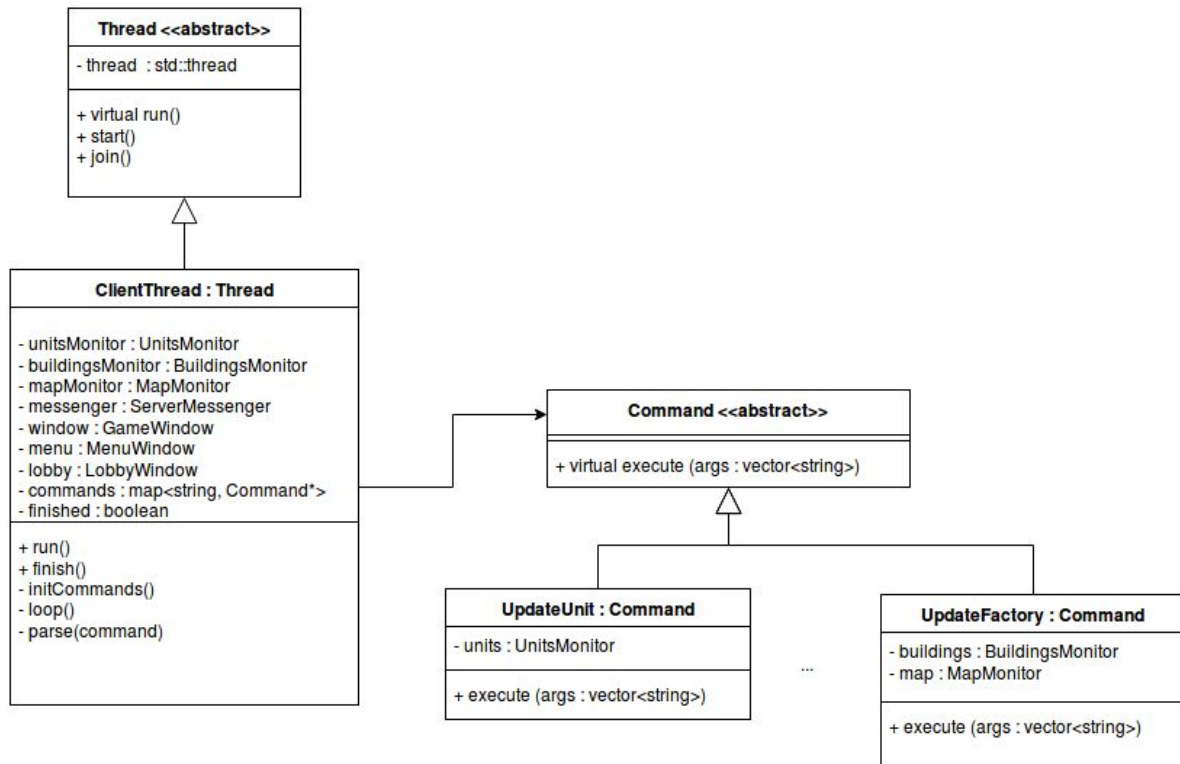 Thread <<abstract>>
- thread : std::thread
+ virtual run()
+ start()
+ join()
ClientThread : Thread
- unitsMonitor : UnitsMonitor
- buildingsMonitor : BuildingsMonitor
- mapMonitor : MapMonitor
- messenger : ServerMessenger
- window : GameWindow
- menu : MenuWindow
- lobby : LobbyWindow
- commands : map<string, Command*>
- finished : boolean
+ run()
+ finish()
- initCommands()
- loop()
- parse(command)
Command <<abstract>>
+ virtual execute (args : vector<string>)
UpdateUnit : Command
- units : UnitsMonitor
+ execute (args : vector<string>)
...
UpdateFactory : Command
- buildings : BuildingsMonitor
- map : MapMonitor
+ execute (args : vector<string>)